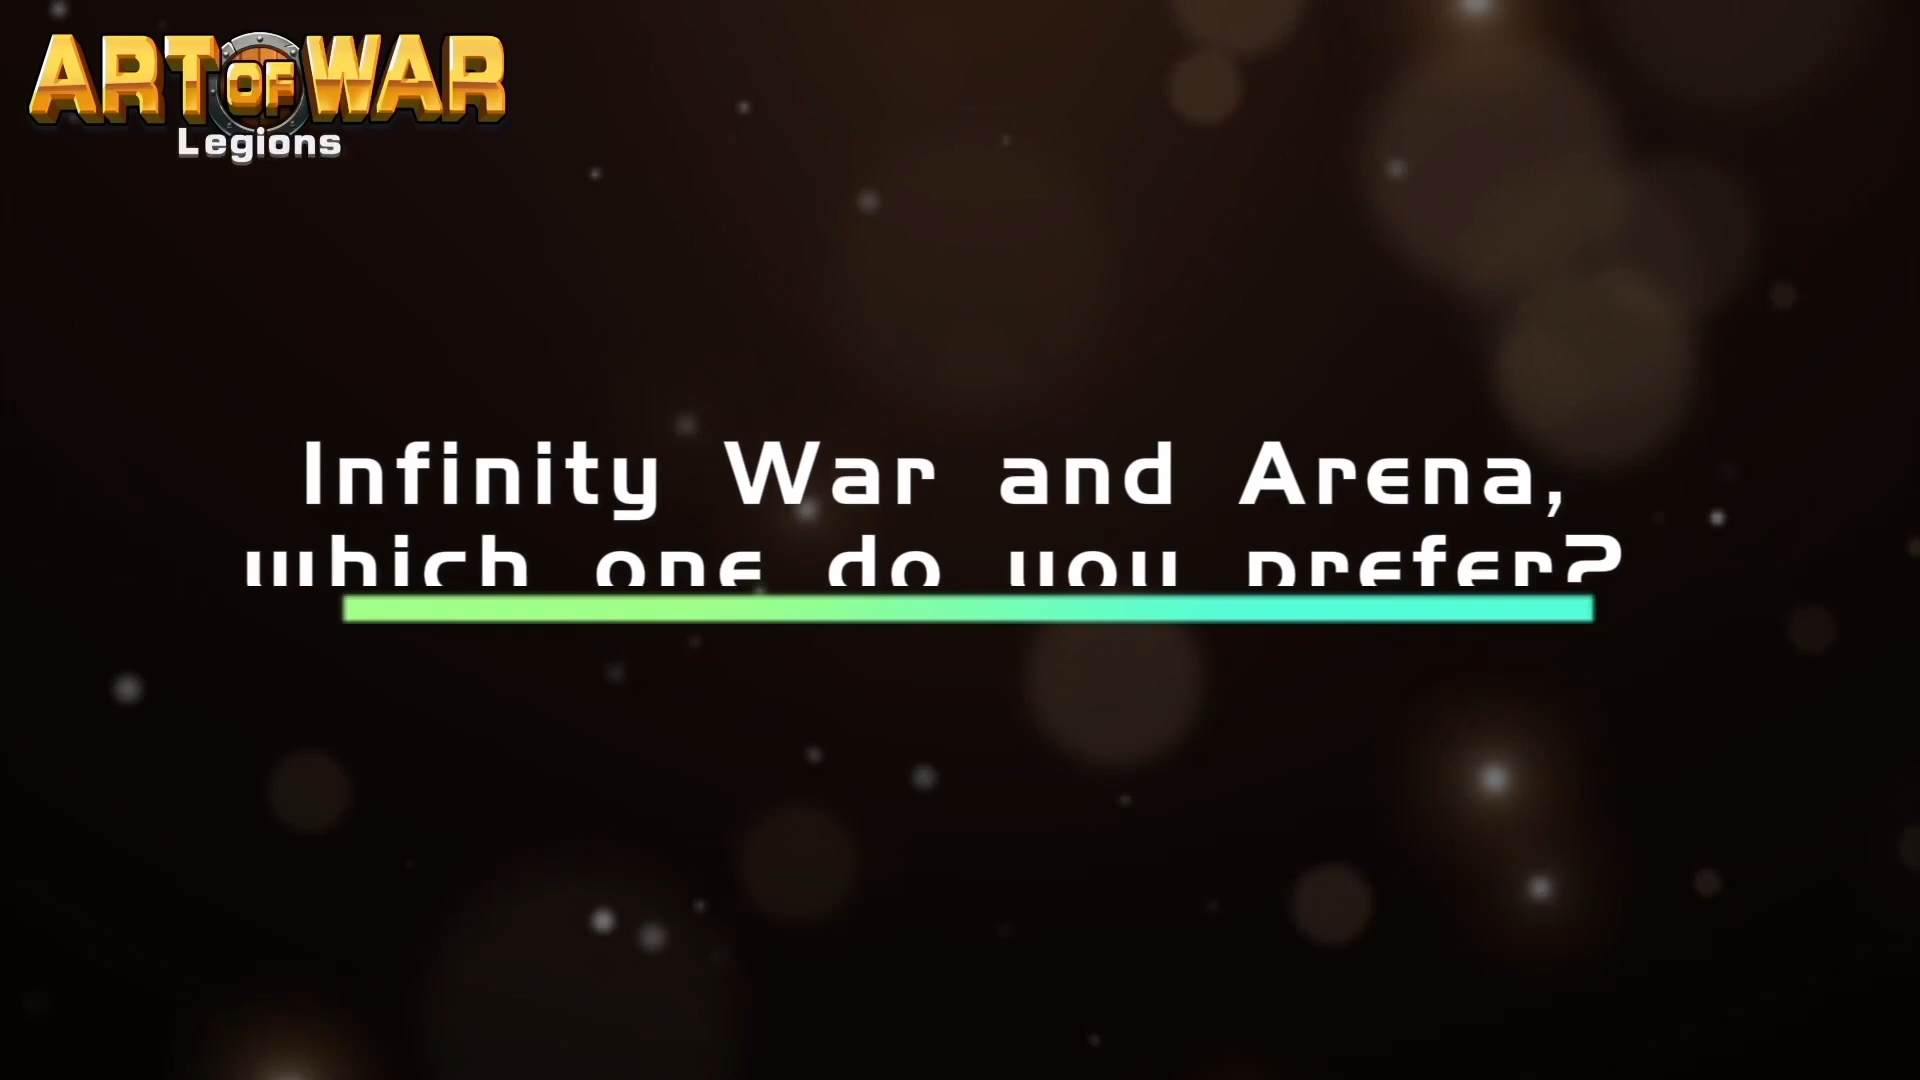 ART OF WAR
Legions
Infinity War and Arena,
which one do you prefer?